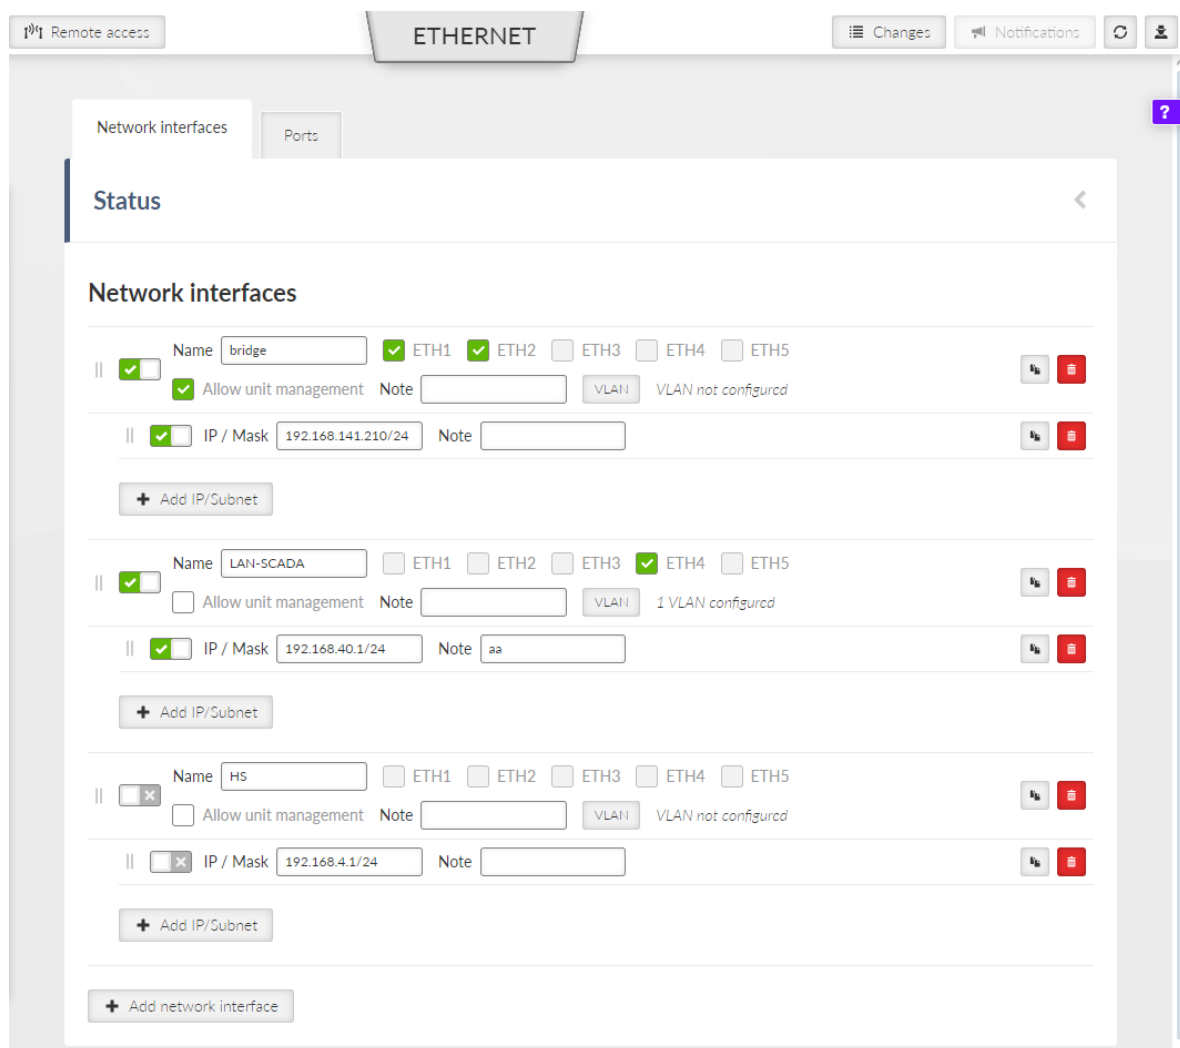 Remote access
ETHERNET
Changes
Notifications
?
Network interfaces
Ports
Status
Network interfaces
Name bridge ETH1 ETH2 ETH3 ETH4 ETH5
Allow unit management Note VLAN VLAN not configured
IP / Mask 192.168.141.210/24 Note
Add IP/Subnet
Name LAN-SCADA ETH1 ETH2 ETH3 ETH4 ETH5
Allow unit management Note VLAN 1 VLAN configured
IP / Mask 192.168.40.1/24 Note aa
Add IP/Subnet
Name HS ETH1 ETH2 ETH3 ETH4 ETH5
Allow unit management Note VLAN VLAN not configured
IP / Mask 192.168.4.1/24 Note
Add IP/Subnet
Add network interface